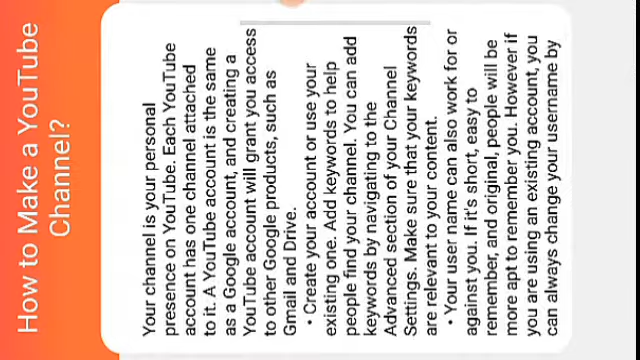 How to Make a YouTube
Channel?
Your channel is your personal
presence on YouTube. Each YouTube
account has one channel attached
to it. A YouTube account is the same
as a Google account, and creating a
YouTube account will grant you access
to other Google products, such as
Gmail and Drive.
• Create your account or use your
existing one. Add keywords to help
people find your channel. You can add
keywords by navigating to the
Advanced section of your Channel
Settings. Make sure that your keywords
are relevant to your content.
• Your user name can also work for or
against you. If it's short, easy to
remember, and original, people will be
more apt to remember you. However if
you are using an existing account, you
can always change your username by